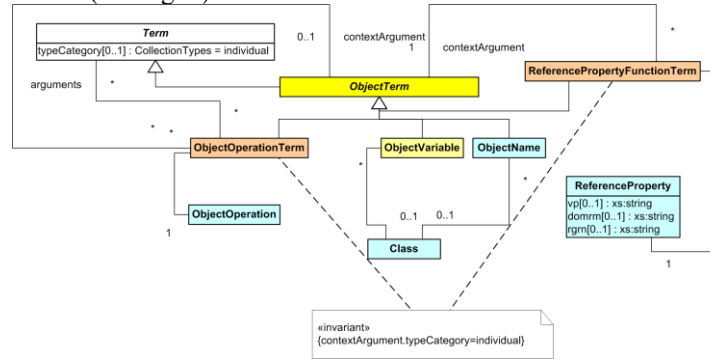 Term
typeCategory[0..1] : CollectionTypes = individual
0..1
contextArgument
1
contextArgument
*
arguments
*
*
ObjectTerm
ReferencePropertyFunctionTerm
*
*
ObjectOperationTerm
ObjectVariable
ObjectName
*
*
ReferenceProperty
vp[0..1] : xs:string
domrm[0..1] : xs:string
rgrn[0..1] : xs:string
ObjectOperation
1
0..1
0..1
Class
1
«invariant»
{contextArgument.typeCategory=individual}